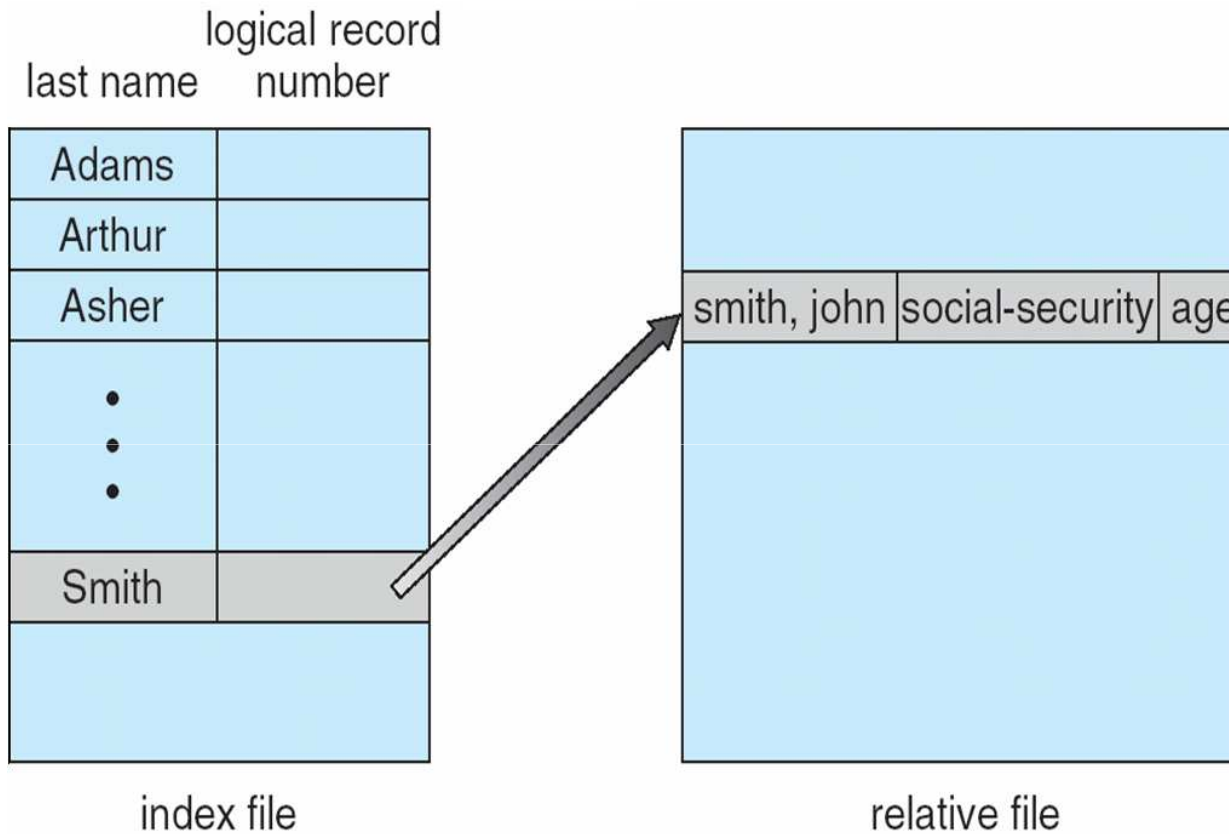 logical record
last name number
Adams
Arthur
Asher
Smith
smith, john social-security age
index file relative file